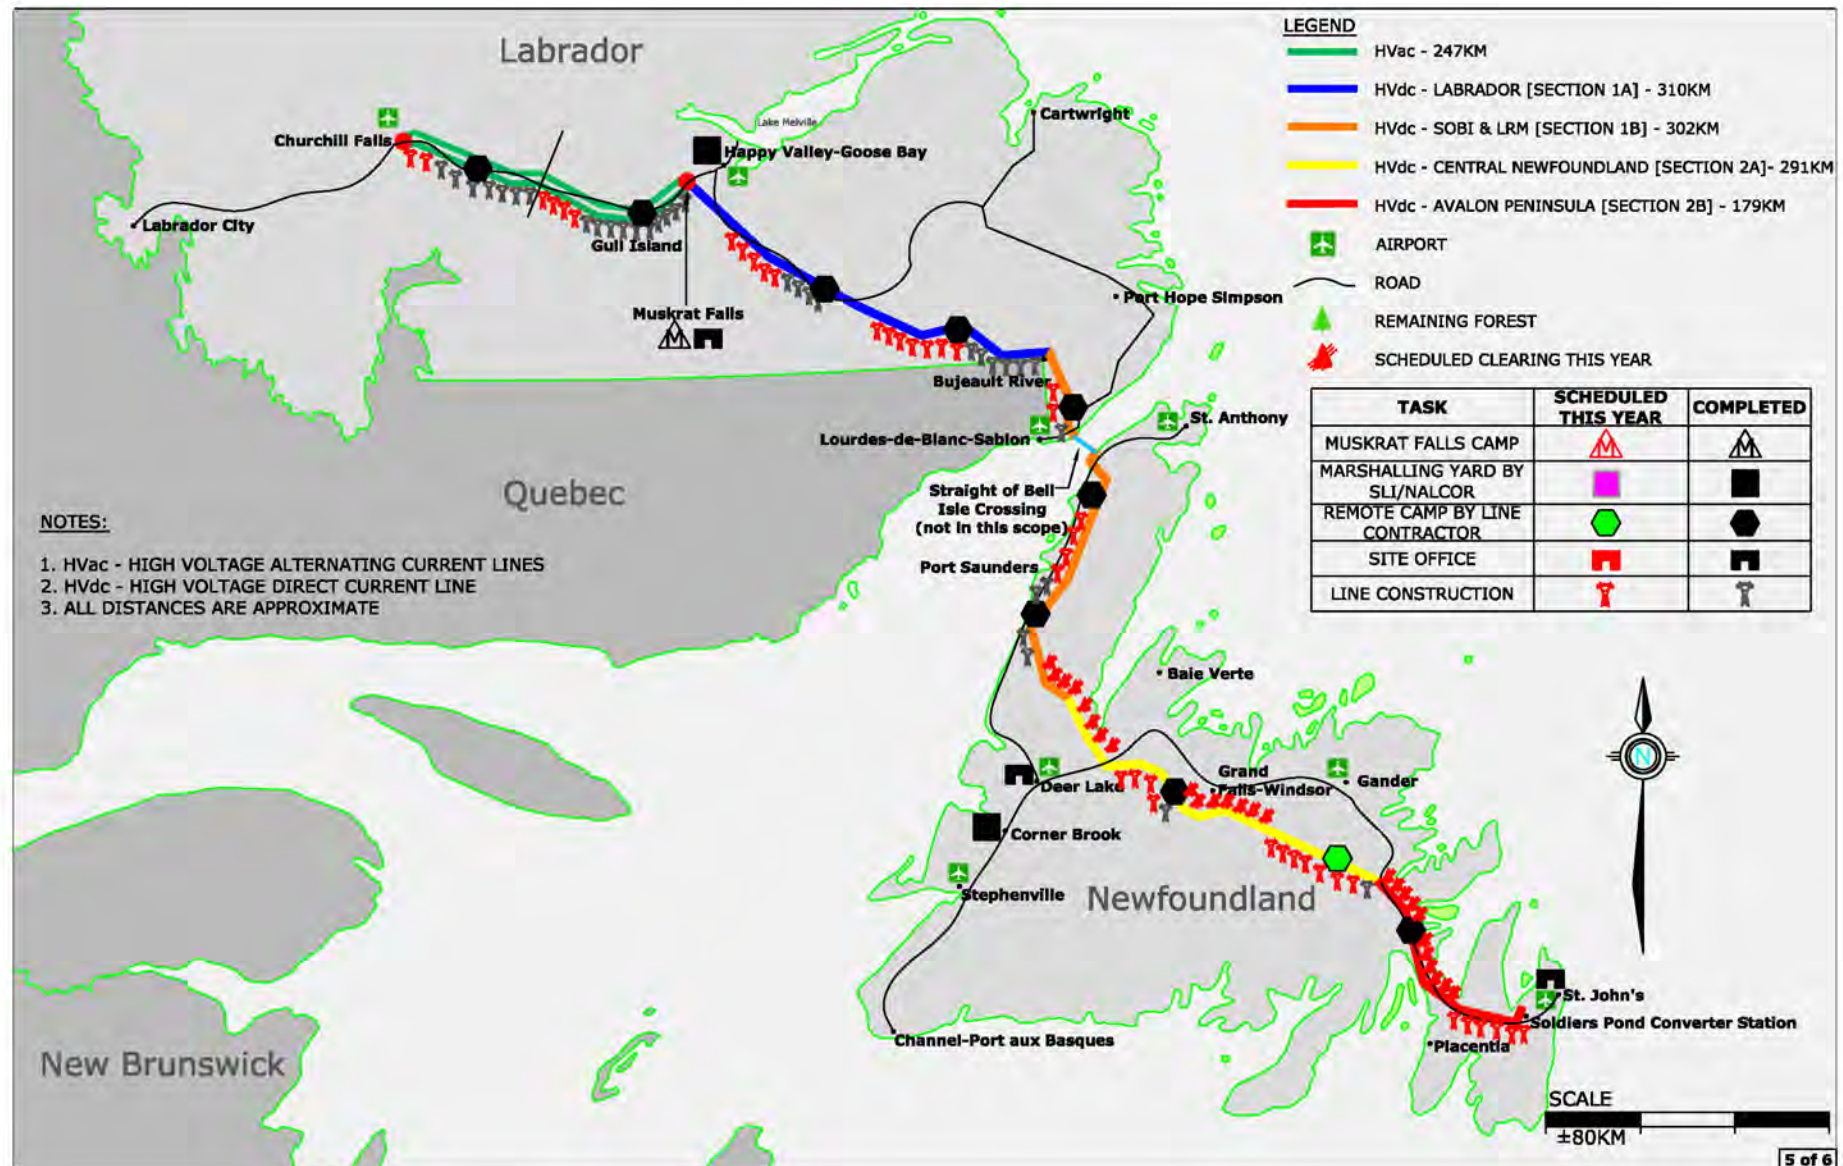 Labrador
Churchill Falls
Labrador City
Gull Island
Lake Melville
Happy Valley-Goose Bay
Muskrat Falls
Cartwright
Port Hope Simpson
Bujeault River
Lourdes-de-Blanc-Sablon
St. Anthony
Quebec
Straight of Bell
Isle Crossing
(not in this scope)
Port Saunders
NOTES:
1. HVac - HIGH VOLTAGE ALTERNATING CURRENT LINES
2. HVdc - HIGH VOLTAGE DIRECT CURRENT LINE
3. ALL DISTANCES ARE APPROXIMATE
Baie Verte
Deer Lake
Grand
Falls-Windsor
Gander
Corner Brook
Stephenville
Newfoundland
St. John's
Soldiers Pond Converter Station
Placentia
Channel-Port aux Basques
New Brunswick
LEGEND
HVac - 247KM
HVdc - LABRADOR [SECTION 1A] - 310KM
HVdc - SOBI & LRM [SECTION 1B] - 302KM
HVdc - CENTRAL NEWFOUNDLAND [SECTION 2A]- 291KM
HVdc - AVALON PENINSULA [SECTION 2B] - 179KM
AIRPORT
ROAD
REMAINING FOREST
SCHEDULED CLEARING THIS YEAR
TASK
SCHEDULED
THIS YEAR
COMPLETED
MUSKRAT FALLS CAMP
MARSHALLING YARD BY
SLI/NALCOR
REMOTE CAMP BY LINE
CONTRACTOR
SITE OFFICE
LINE CONSTRUCTION
N
SCALE
±80KM
5 of 6